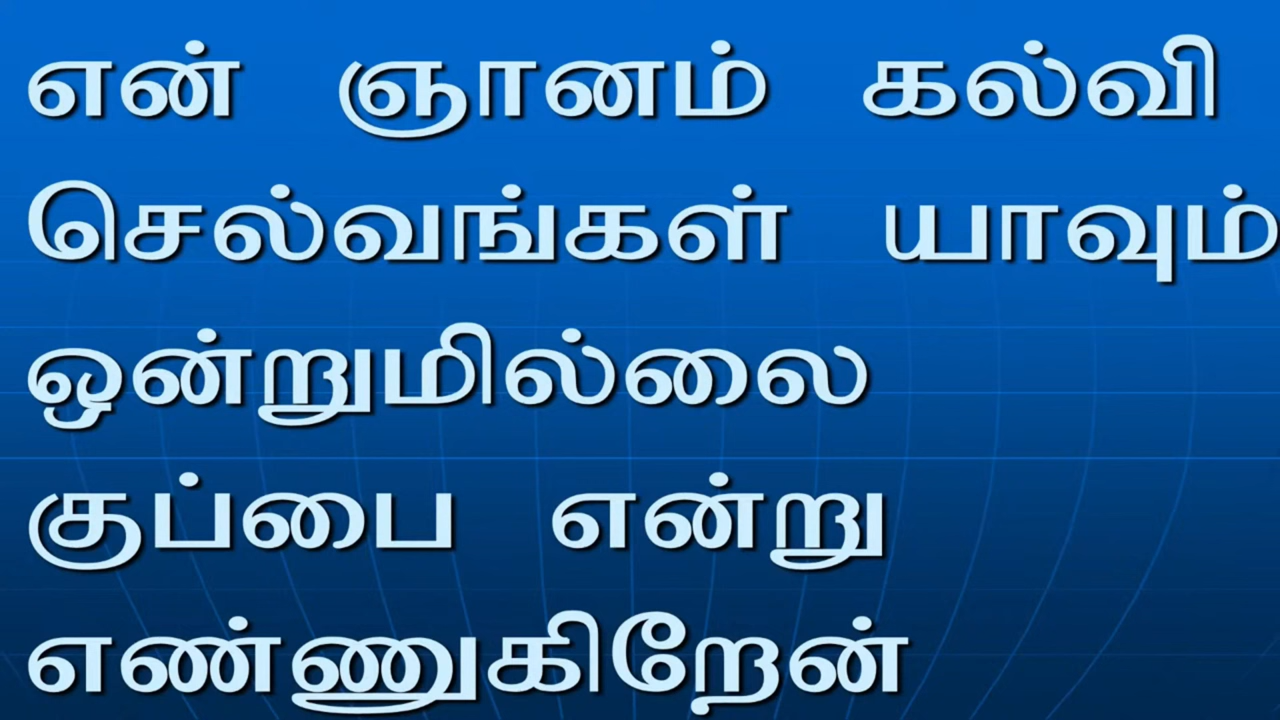 என் ஞானம் கல்வி
செல்வங்கள் யாவும்
ஒன்றுமில்லை
குப்பை என்று
எண்ணுகிறேன்